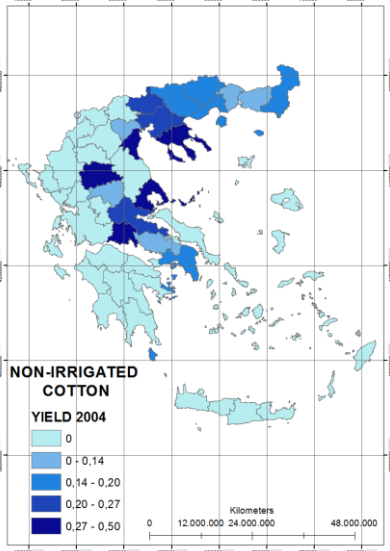 NON-IRRIGATED
COTTON
YIELD 2004
0
0 - 0,14
0,14 - 0,20
0,20 - 0,27
0,27 - 0,50
Kilometers
0 12.000.000 24.000.000 48.000.000